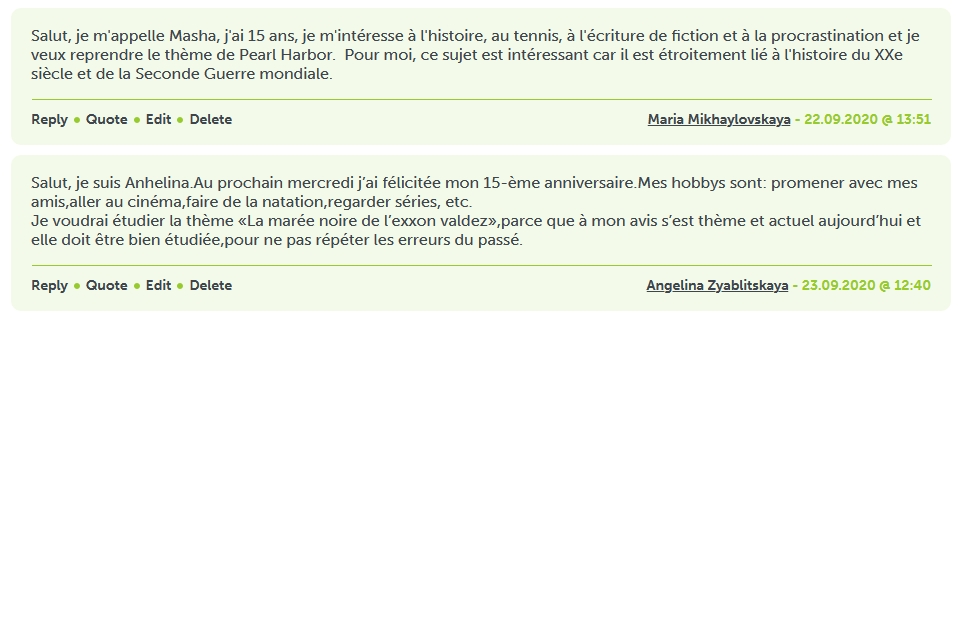 Salut, je m'appelle Masha, j'ai 15 ans, je m'intéresse à l'histoire, au tennis, à l'écriture de fiction et à la procrastination et je
veux reprendre le thème de Pearl Harbor.  Pour moi, ce sujet est intéressant car il est étroitement lié à l'histoire du XXe
siècle et de la Seconde Guerre mondiale.
Reply ● Quote ● Edit ● Delete Maria Mikhaylovskaya - 22.09.2020 @ 13:51
Salut, je suis Anhelina.Au prochain mercredi j’ai félicitée mon 15-ème anniversaire.Mes hobbys sont: promener avec mes
amis,aller au cinéma,faire de la natation,regarder séries, etc.
Je voudrai étudier la thème «La marée noire de l’exxon valdez»,parce que à mon avis s’est thème et actuel aujourd’hui et
elle doit être bien étudiée,pour ne pas répéter les erreurs du passé.
Reply ● Quote ● Edit ● Delete Angelina Zyablitskaya - 23.09.2020 @ 12:40